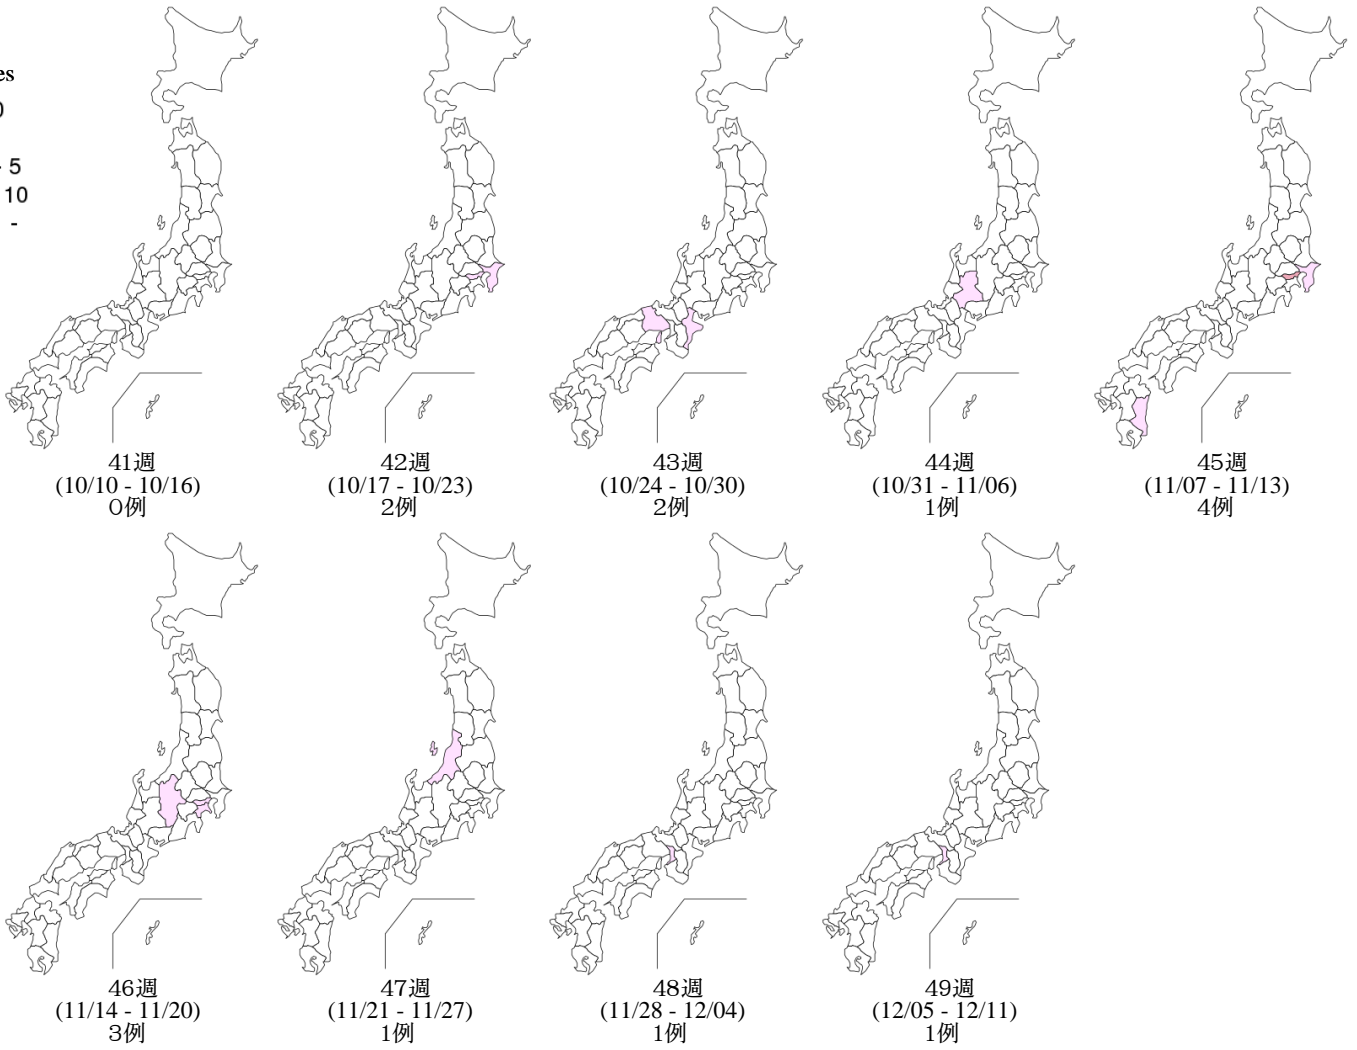 es
0
- 5
10
-
41週
(10/10 - 10/16)
0例
42週
(10/17 - 10/23)
2例
43週
(10/24 - 10/30)
2例
44週
(10/31 - 11/06)
1例
45週
(11/07 - 11/13)
4例
46週
(11/14 - 11/20)
3例
47週
(11/21 - 11/27)
1例
48週
(11/28 - 12/04)
1例
49週
(12/05 - 12/11)
1例